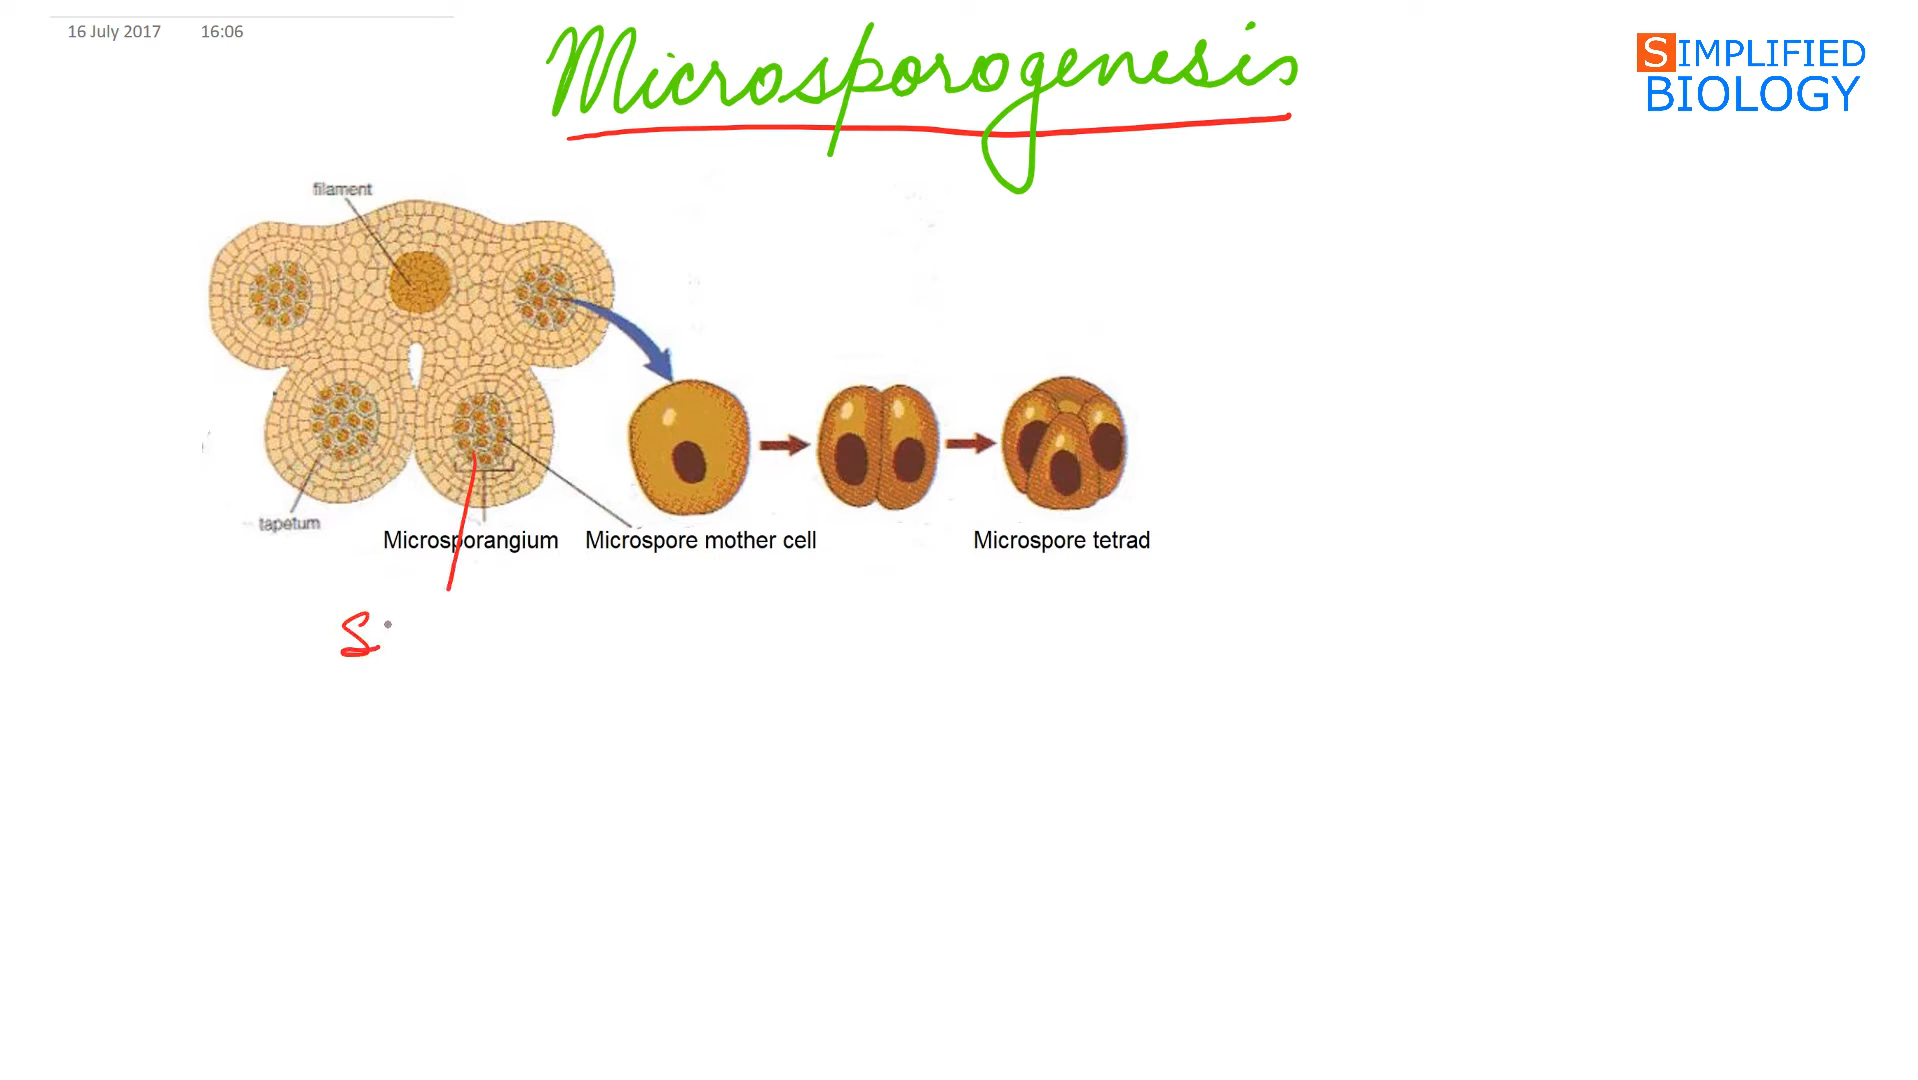 16 July 2017 16:06
Microsporogenesis
SIMPLIFIED
BIOLOGY
filament
tapetum
Microsporangium
Microspore mother cell
Microspore tetrad
S